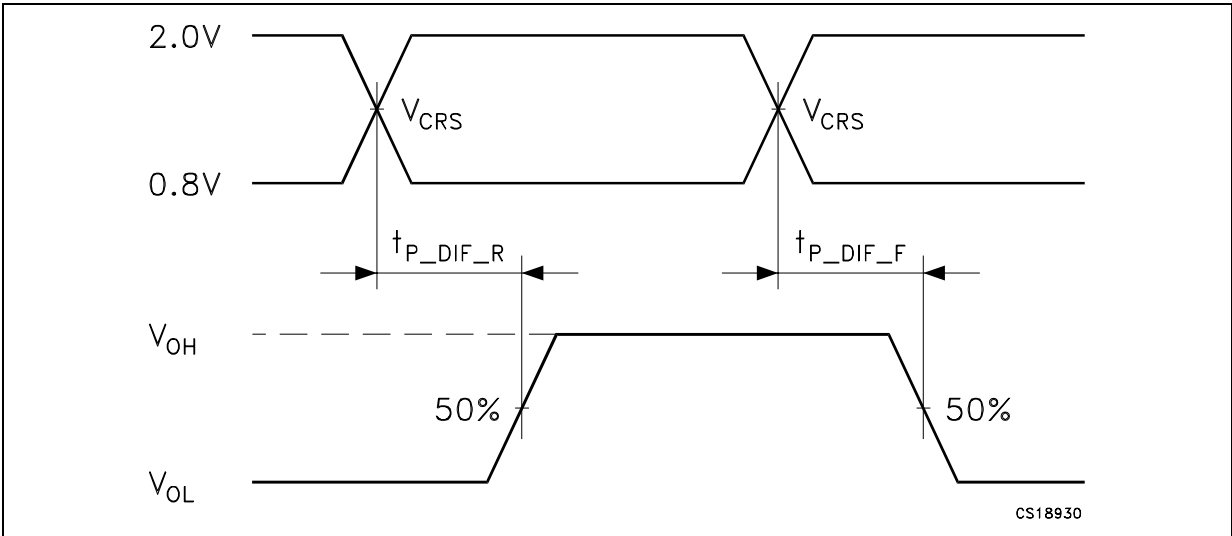 2.0V
VCRS
VCRS
0.8V
tP_DIF_R
tP_DIF_F
VOH
50%
50%
VOL
CS18930